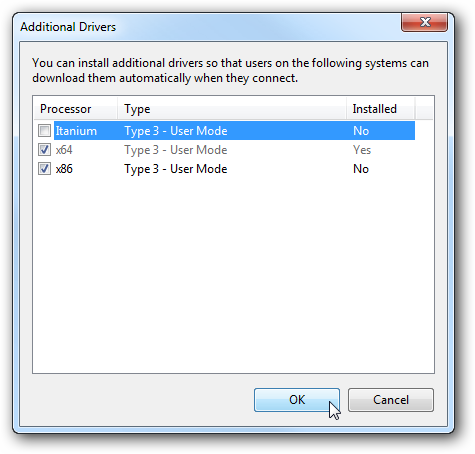 Additional Drivers
You can install additional drivers so that users on the following systems can
download them automatically when they connect.
Processor Type Installed
Itanium Type 3 - User Mode No
x64 Type 3 - User Mode Yes
x86 Type 3 - User Mode No
OK Cancel